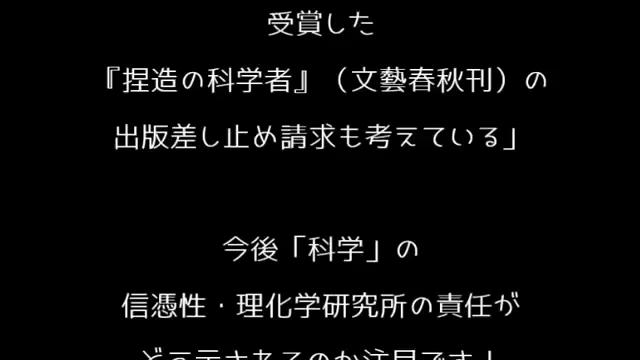 受賞した
『捏造の科学者』（文藝春秋刊）の
出版差し止め請求も考えている」
今後「科学」の
信憑性・理化学研究所の責任が